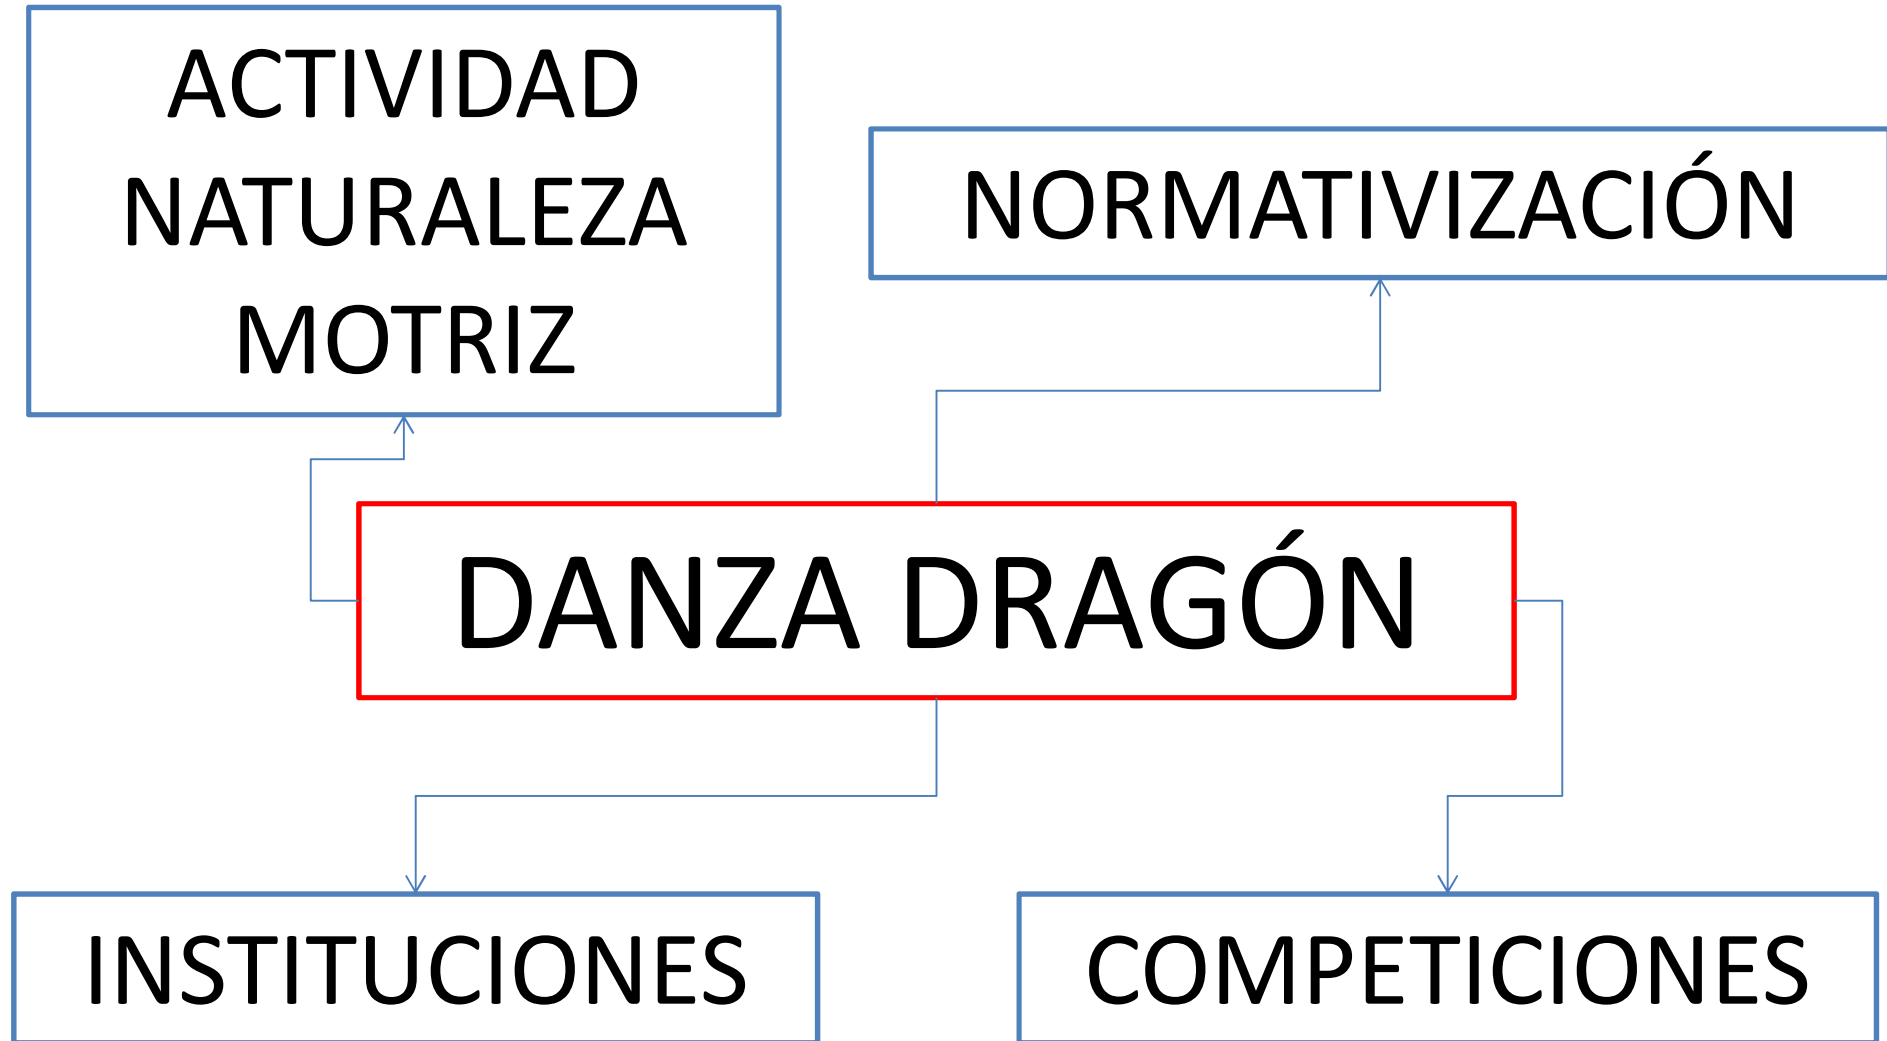 ACTIVIDAD
NATURALEZA
MOTRIZ
NORMATIVIZACIÓN
DANZA DRAGÓN
INSTITUCIONES
COMPETICIONES